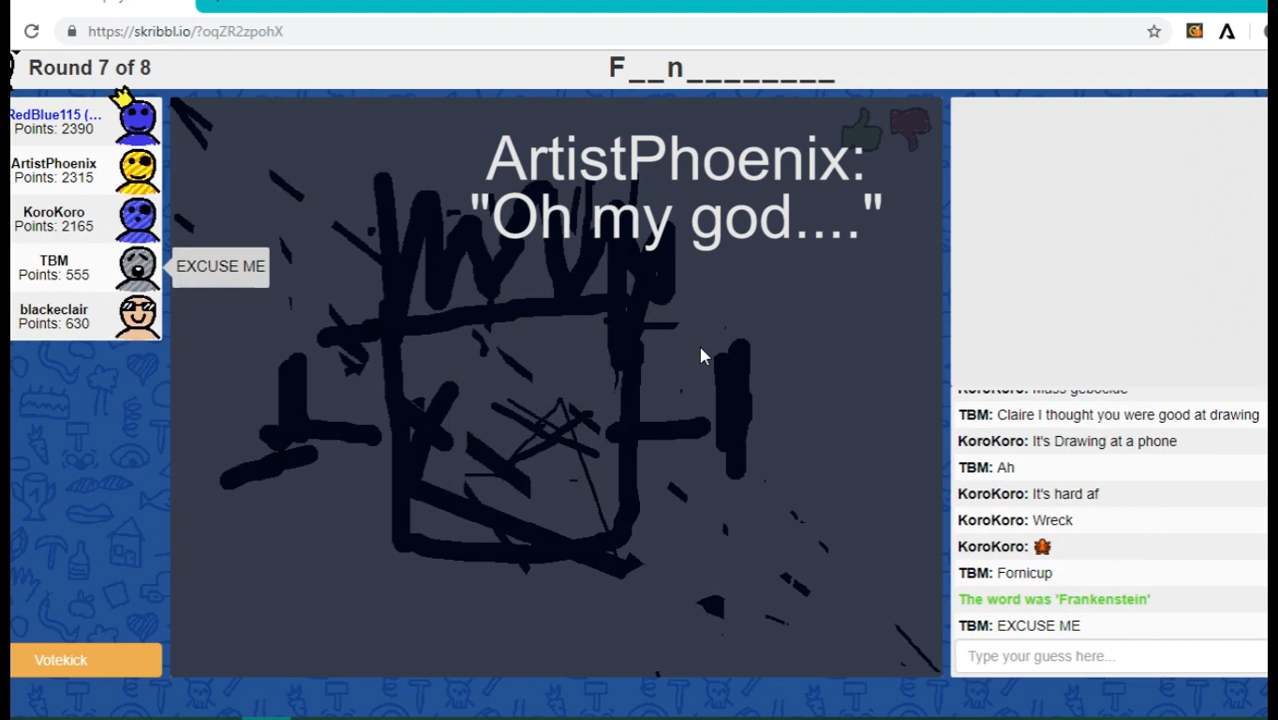 https://skribbl.io/?oqZR2zpohX
Round 7 of 8
F__n________
RedBlue115 (...
Points: 2390
ArtistPhoenix
Points: 2315
KoroKoro
Points: 2165
TBM
Points: 555
EXCUSE ME
blackeclair
Points: 630
Votekick
ArtistPhoenix:
"Oh my god...."
KoroKoro: Mass gebocide
TBM: Claire I thought you were good at drawing
KoroKoro: It's Drawing at a phone
TBM: Ah
KoroKoro: It's hard af
KoroKoro: Wreck
KoroKoro:
TBM: Fornicup
The word was 'Frankenstein'
TBM: EXCUSE ME
Type your guess here...